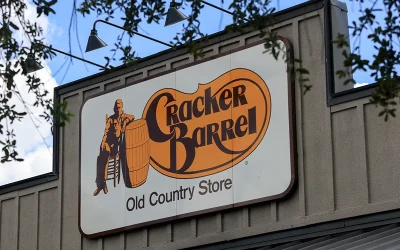 Cracker
Barrel
Old Country Store